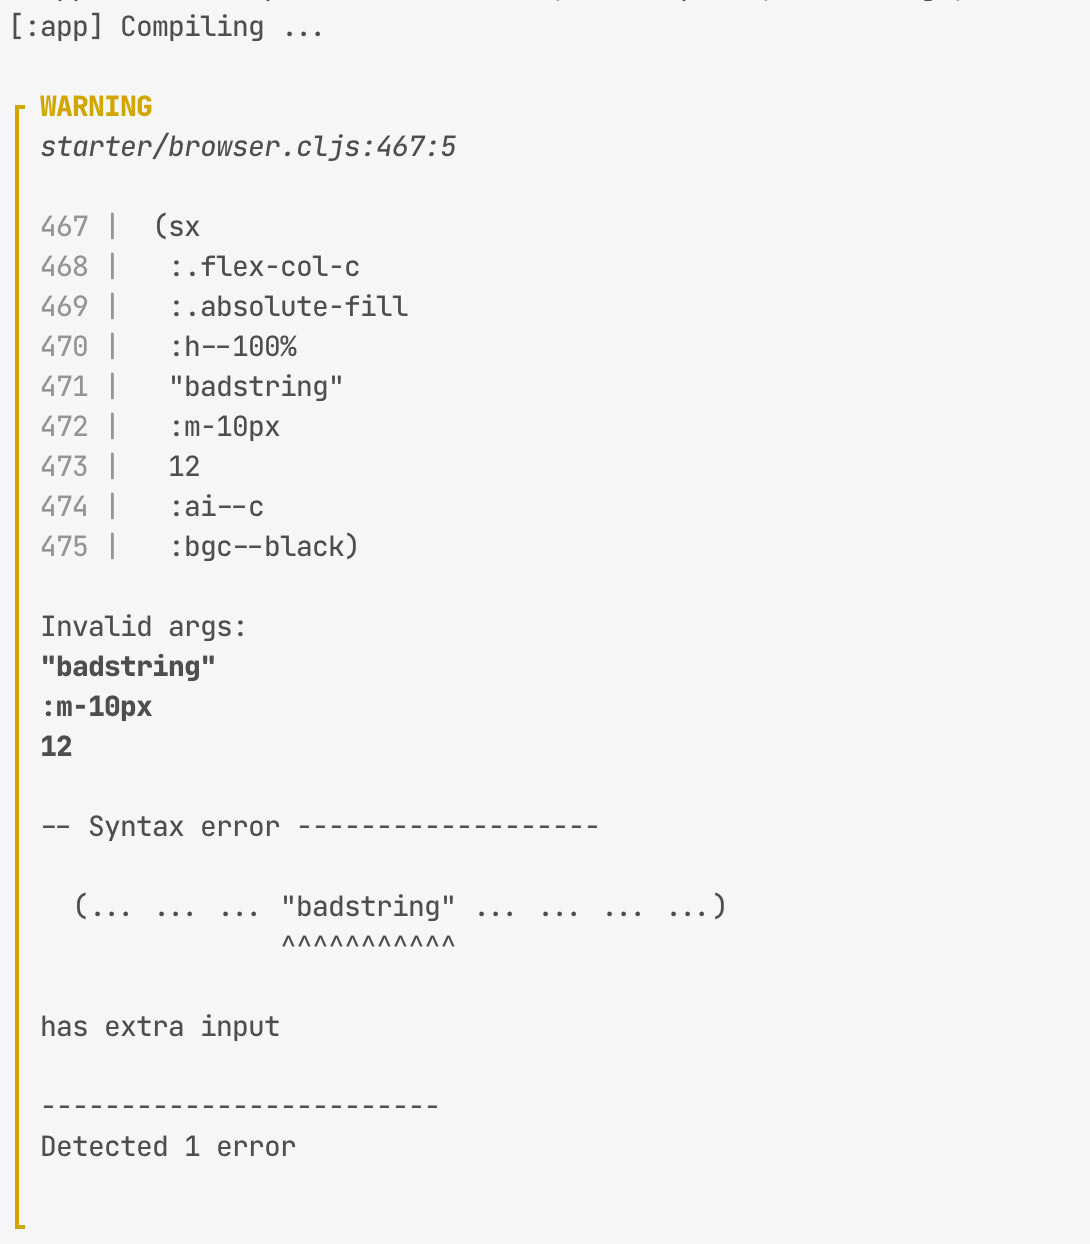 [:app] Compiling ...
WARNING
starter/browser.cljs:467:5
467 |  (sx
468 |   :.flex-col-c
469 |   :.absolute-fill
470 |   :h--100%
471 |   "badstring"
472 |   :m-10px
473 |   12
474 |   :ai--c
475 |   :bgc--black)
Invalid args:
"badstring"
:m-10px
12
-- Syntax error -------------------
  (... ... ... "badstring" ... ... ... ...)
               ^^^^^^^^^^^
has extra input
-------------------------
Detected 1 error